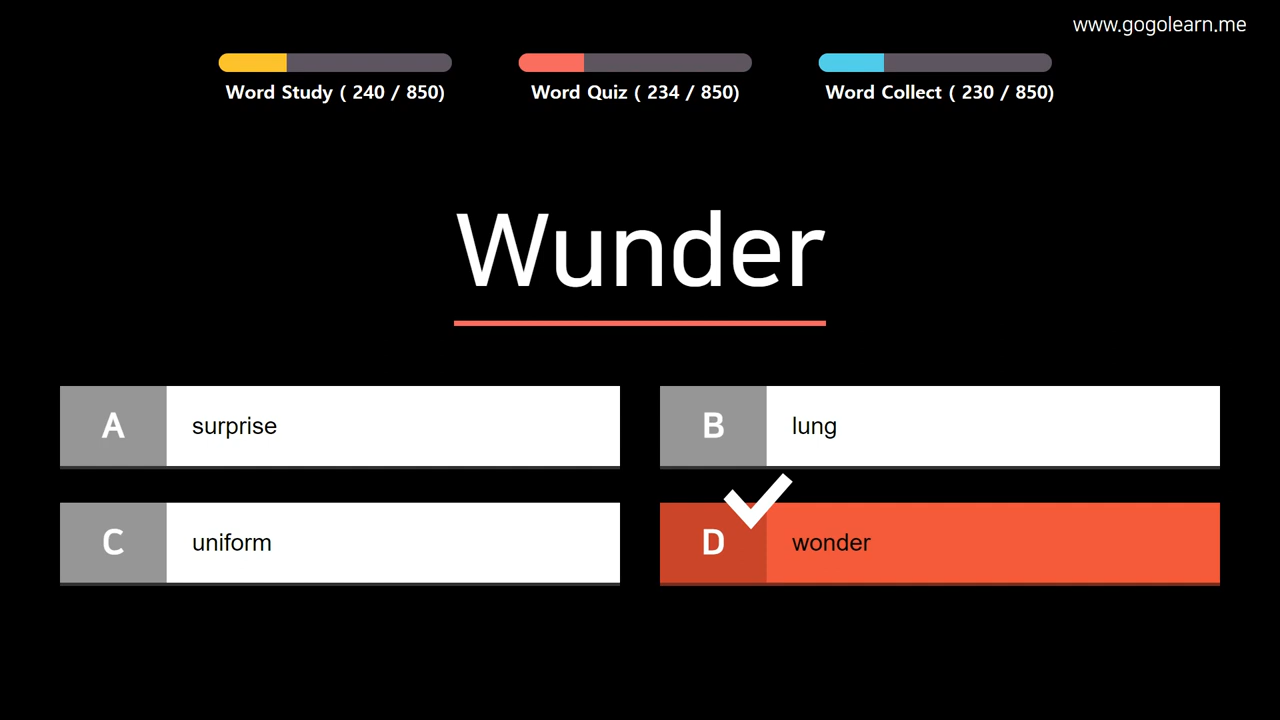 www.gogolearn.me
Word Study ( 240 / 850)
Word Quiz ( 234 / 850)
Word Collect ( 230 / 850)
Wunder
A surprise
B lung
C uniform
D wonder